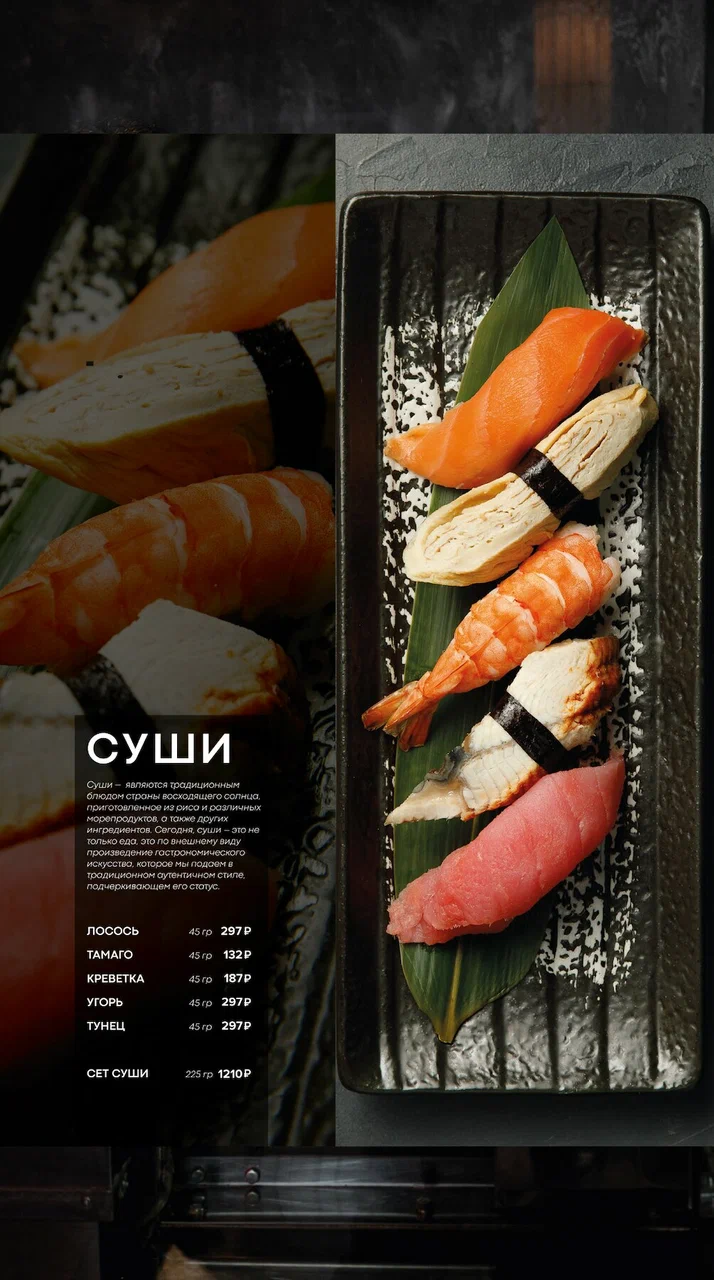 СУШИ
Суши — являются традиционным
блюдом страны восходящего солнца,
приготовленное из риса и различных
морепродуктов, а также других
ингредиентов. Сегодня, суши — это не
только еда, это по внешнему виду
произведение гастрономического
искусства, которое мы подаем в
традиционном аутентичном стиле,
подчеркивающем его статус.
ЛОСОСЬ 45 гр 297 ₽
ТАМАГО 45 гр 132 ₽
КРЕВЕТКА 45 гр 187 ₽
УГОРЬ 45 гр 297 ₽
ТУНЕЦ 45 гр 297 ₽
СЕТ СУШИ 225 гр 1210 ₽